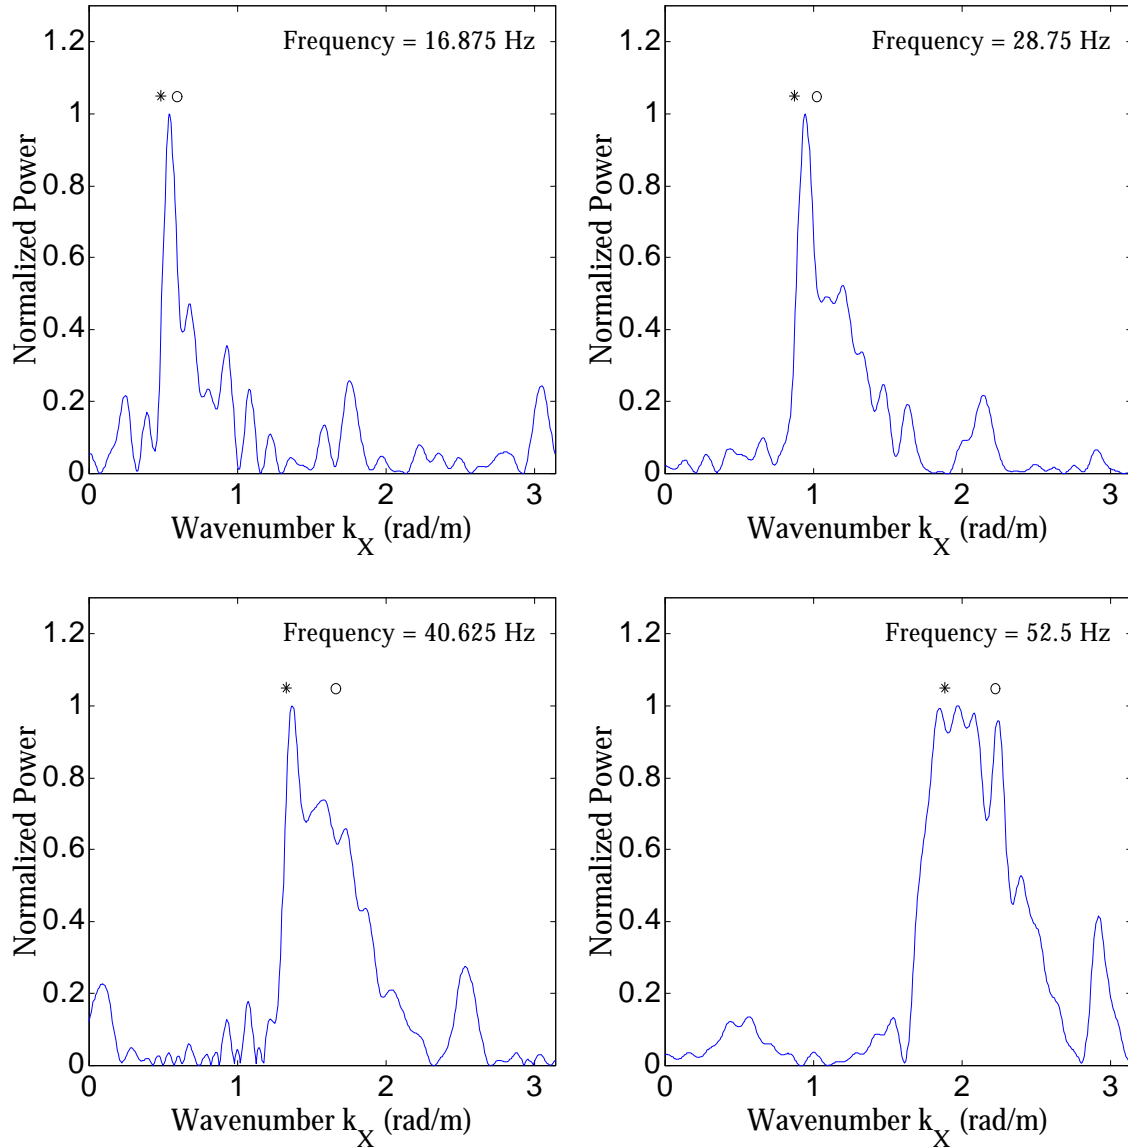 Frequency = 16.875 Hz
1.2
1
0.8
0.6
0.4
0.2
0
0 1 2 3
Normalized Power
Wavenumber k_X (rad/m)
Frequency = 28.75 Hz
1.2
1
0.8
0.6
0.4
0.2
0
0 1 2 3
Normalized Power
Wavenumber k_X (rad/m)
Frequency = 40.625 Hz
1.2
1
0.8
0.6
0.4
0.2
0
0 1 2 3
Normalized Power
Wavenumber k_X (rad/m)
Frequency = 52.5 Hz
1.2
1
0.8
0.6
0.4
0.2
0
0 1 2 3
Normalized Power
Wavenumber k_X (rad/m)